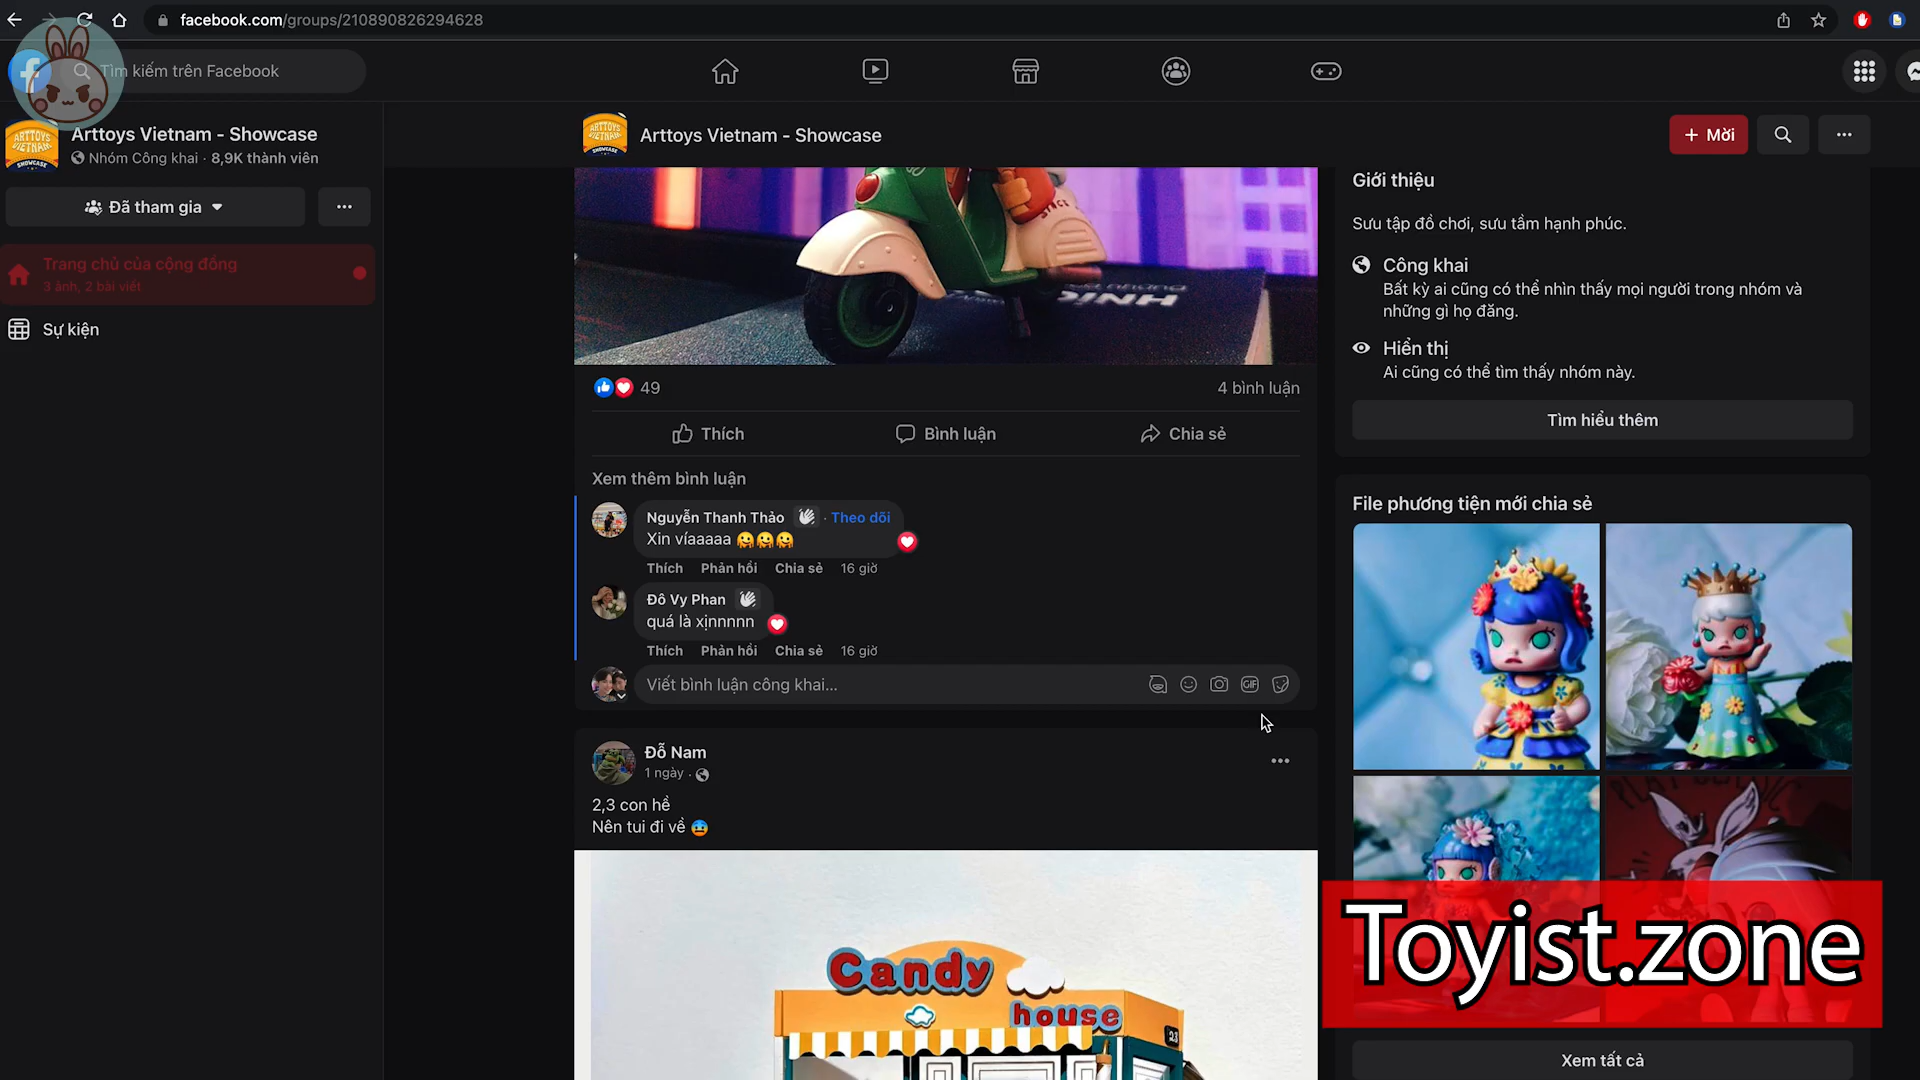 facebook.com/groups/210890826294628
Tìm kiếm trên Facebook
ARTTOYS
VIETNAM
SHOWCASE
Arttoys Vietnam - Showcase
Nhóm Công khai · 8,9K thành viên
Đã tham gia
Trang chủ của cộng đồng
3 ảnh, 2 bài viết
Sự kiện
Arttoys Vietnam - Showcase
+ Mời
49
4 bình luận
Thích
Bình luận
Chia sẻ
Xem thêm bình luận
Nguyễn Thanh Thảo · Theo dõi
Xin víaaaaa 🤗🤗🤗
Thích Phản hồi Chia sẻ 16 giờ
Đô Vy Phan
quá là xịnnnnn
Thích Phản hồi Chia sẻ 16 giờ
Viết bình luận công khai...
GIF
Đỗ Nam
1 ngày ·
2,3 con hề
Nên tui đi về 🥶
Candy
house
23
Giới thiệu
Sưu tập đồ chơi, sưu tầm hạnh phúc.
Công khai
Bất kỳ ai cũng có thể nhìn thấy mọi người trong nhóm và
những gì họ đăng.
Hiển thị
Ai cũng có thể tìm thấy nhóm này.
Tìm hiểu thêm
File phương tiện mới chia sẻ
Toyist.zone
Xem tất cả